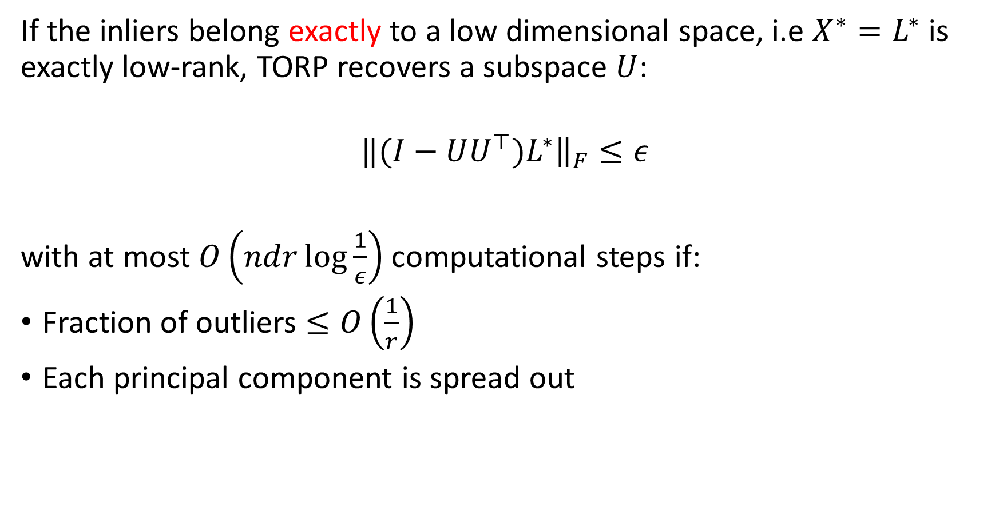 If the inliers belong exactly to a low dimensional space, i.e $X^* = L^*$ is
exactly low-rank, TORP recovers a subspace $U$:
$\|(I - UU^\top)L^*\|_F \leq \epsilon$
with at most $O\left(ndr \log \frac{1}{\epsilon}\right)$ computational steps if:
• Fraction of outliers $\leq O\left(\frac{1}{r}\right)$
• Each principal component is spread out